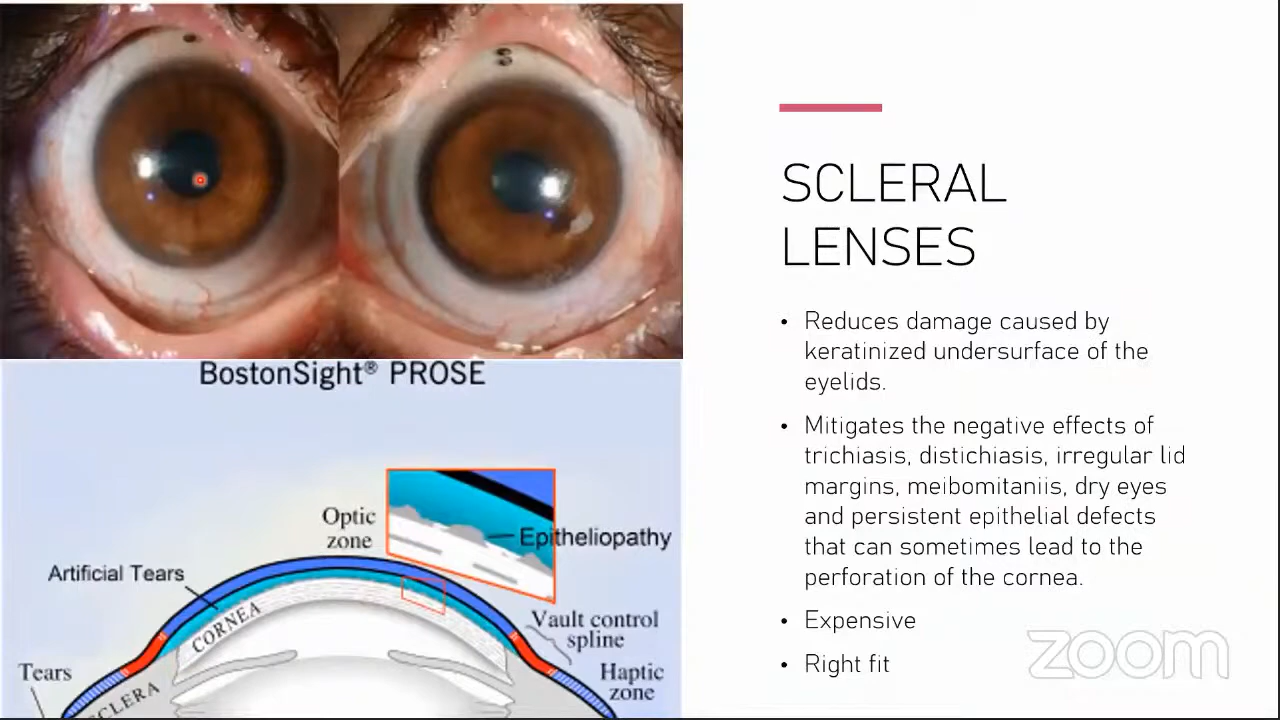 BostonSight® PROSE
Optic
zone
Epitheliopathy
Artificial Tears
CORNEA
Vault control
spline
Tears
Haptic
zone
SCLERA
SCLERAL
LENSES
• Reduces damage caused by
keratinized undersurface of the
eyelids.
• Mitigates the negative effects of
trichiasis, distichiasis, irregular lid
margins, meibomitaniis, dry eyes
and persistent epithelial defects
that can sometimes lead to the
perforation of the cornea.
• Expensive
• Right fit
zoom